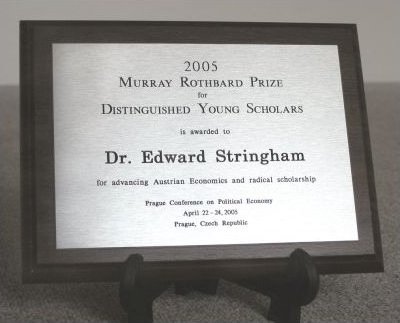 2005
Murray Rothbard Prize
for
Distinguished Young Scholars
is awarded to
Dr. Edward Stringham
for advancing Austrian Economics and radical scholarship
Prague Conference on Political Economy
April 22 - 24, 2005
Prague, Czech Republic